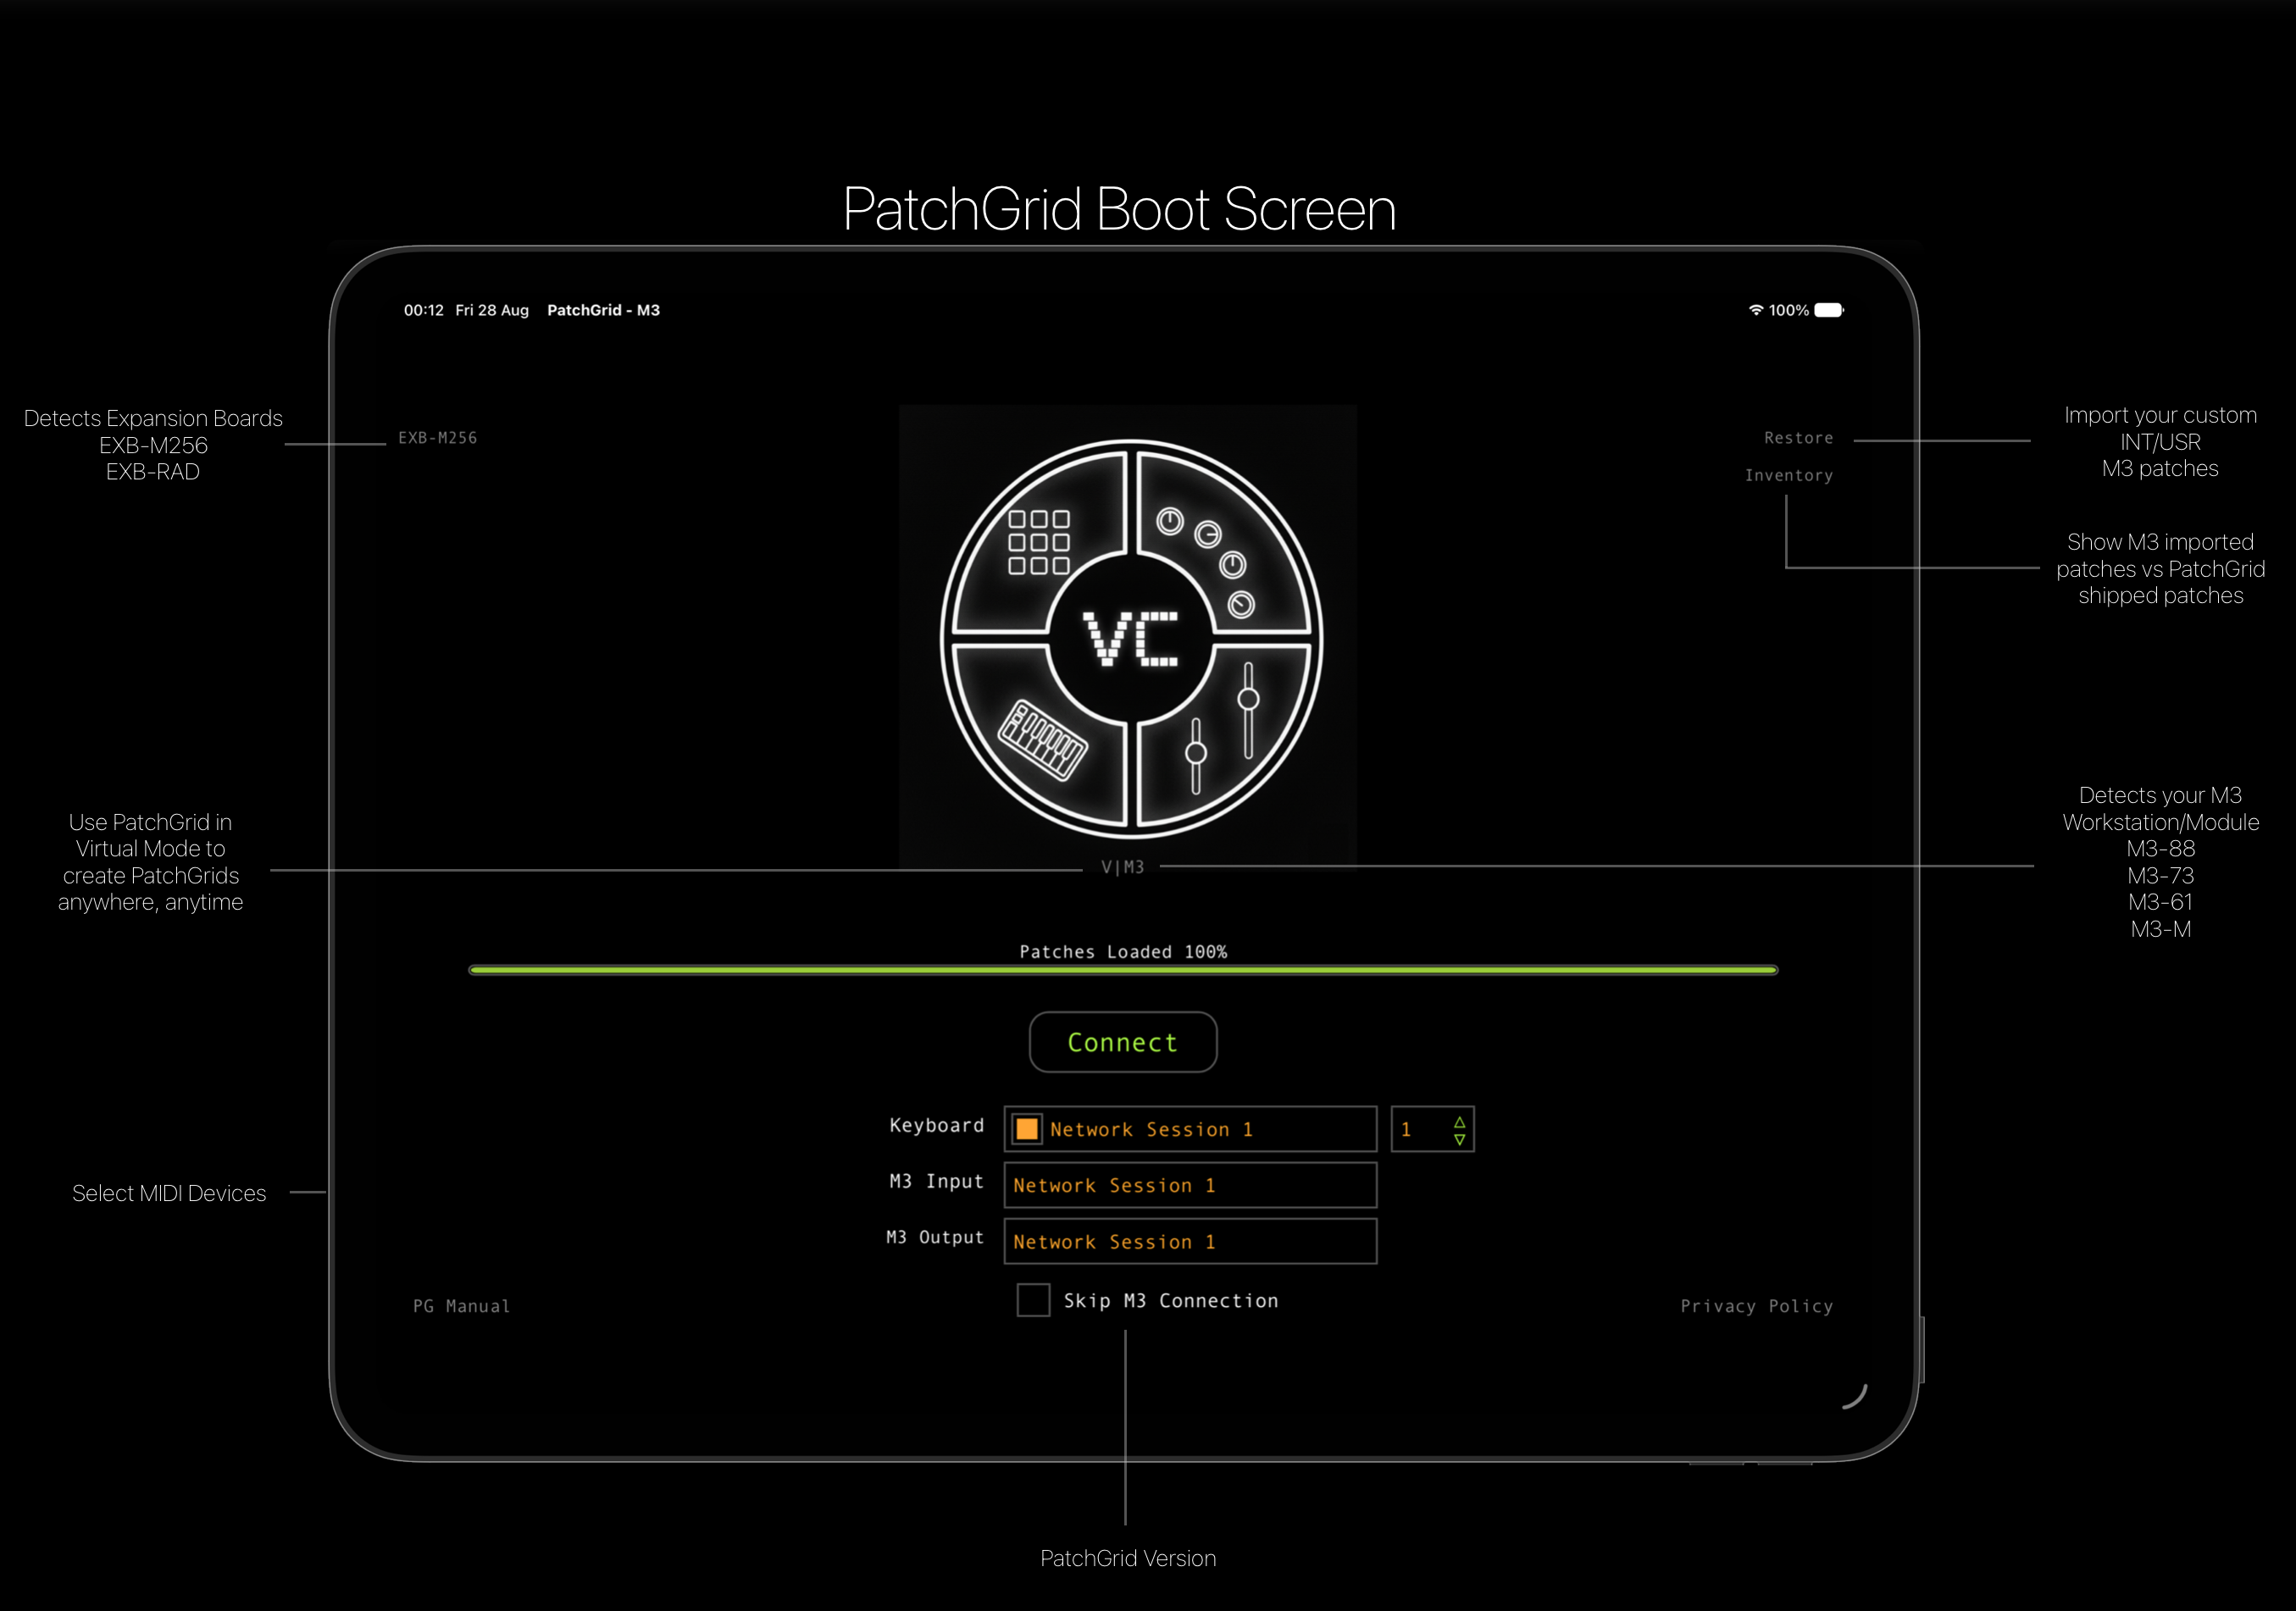 PatchGrid Boot Screen
00:12 Fri 28 Aug PatchGrid - M3
100%
Detects Expansion Boards
EXB-M256
EXB-RAD
EXB-M256
Restore
Inventory
Import your custom
INT/USR
M3 patches
Show M3 imported
patches vs PatchGrid
shipped patches
VC
Use PatchGrid in
Virtual Mode to
create PatchGrids
anywhere, anytime
V|M3
Detects your M3
Workstation/Module
M3-88
M3-73
M3-61
M3-M
Patches Loaded 100%
Connect
Keyboard
Network Session 1
1
M3 Input
Network Session 1
Select MIDI Devices
M3 Output
Network Session 1
Skip M3 Connection
PG Manual
Privacy Policy
PatchGrid Version